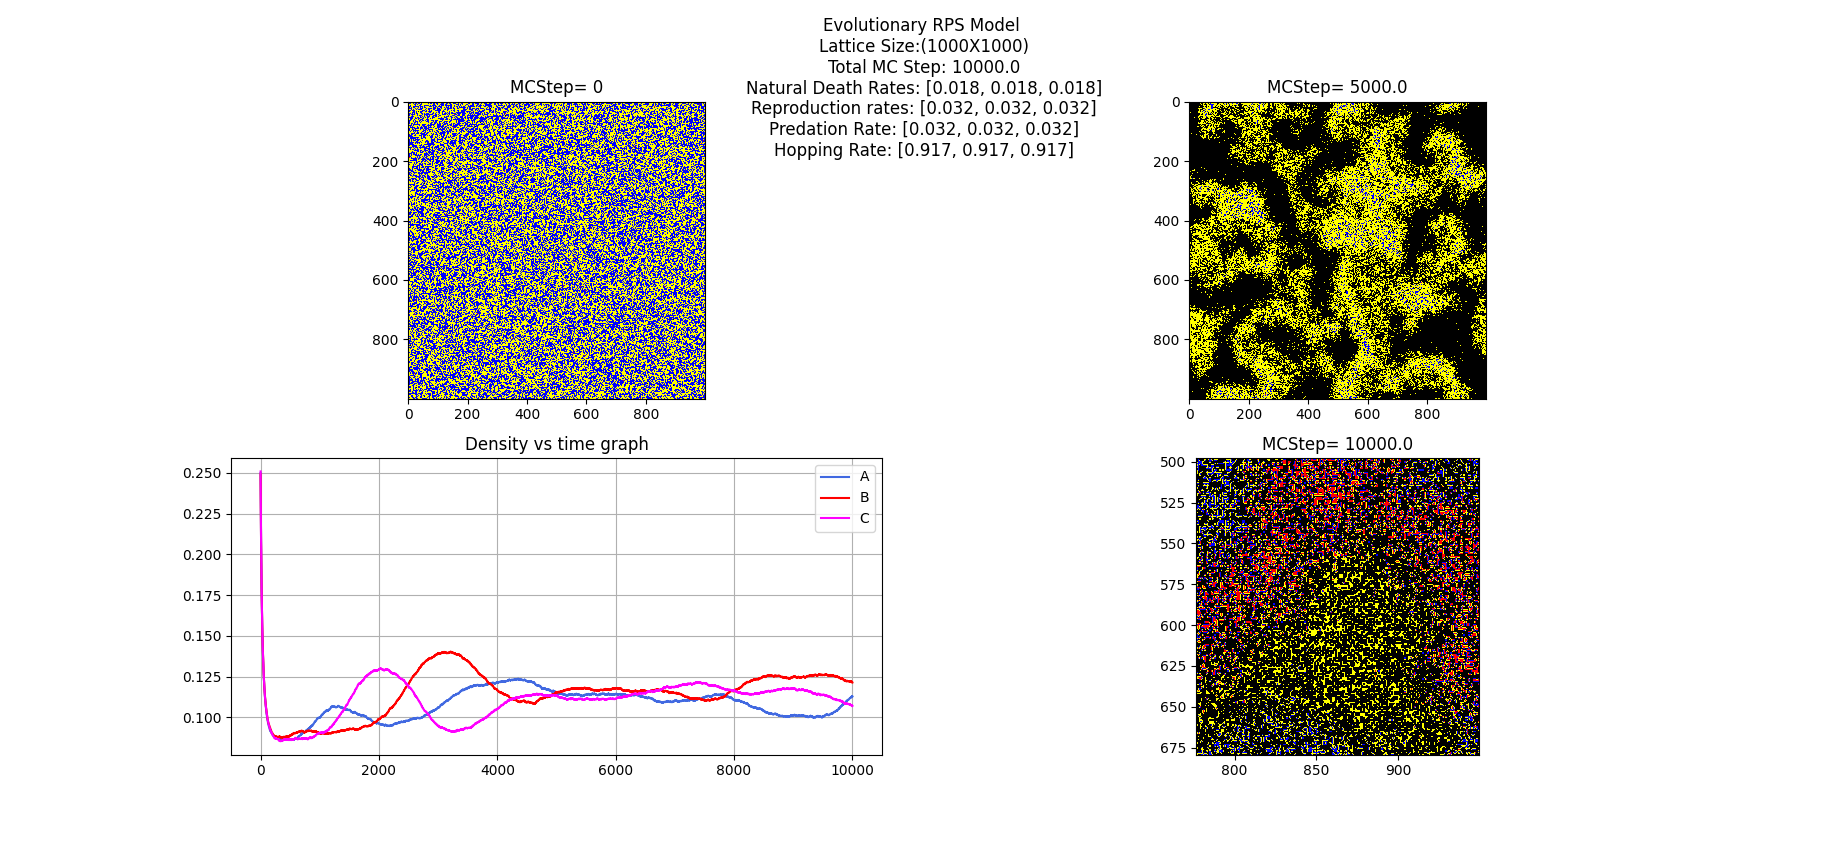 Evolutionary RPS Model
Lattice Size:(1000X1000)
Total MC Step: 10000.0
Natural Death Rates: [0.018, 0.018, 0.018]
Reproduction rates: [0.032, 0.032, 0.032]
Predation Rate: [0.032, 0.032, 0.032]
Hopping Rate: [0.917, 0.917, 0.917]
MCStep= 0
0
200
400
600
800
0 200 400 600 800
MCStep= 5000.0
0
200
400
600
800
0 200 400 600 800
Density vs time graph
0.250
0.225
0.200
0.175
0.150
0.125
0.100
0 2000 4000 6000 8000 10000
A
B
C
MCStep= 10000.0
500
525
550
575
600
625
650
675
800 850 900